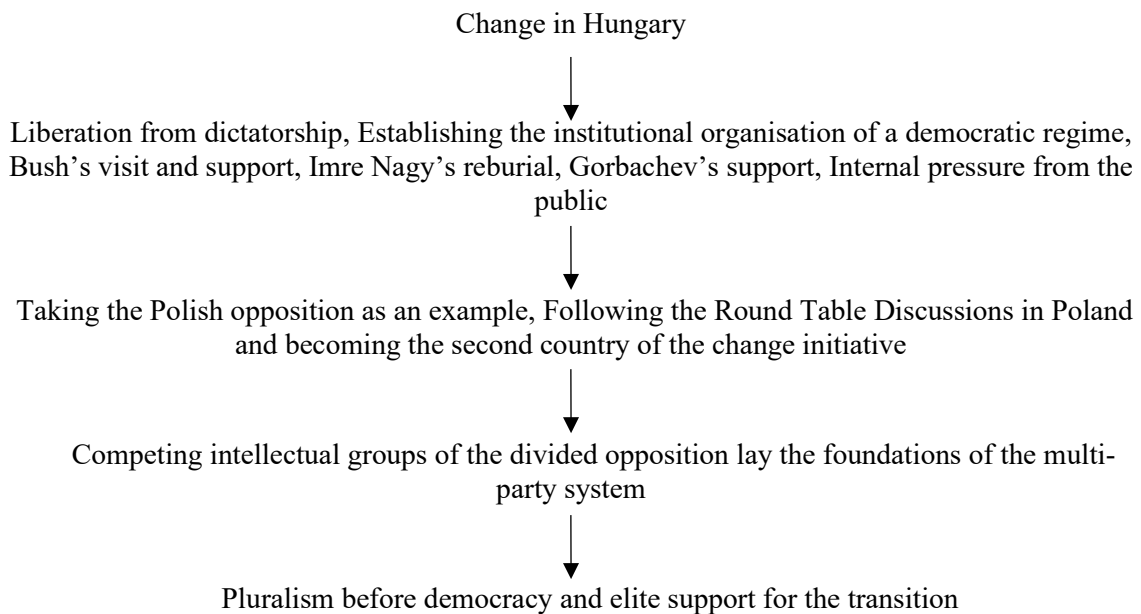 Change in Hungary
Liberation from dictatorship, Establishing the institutional organisation of a democratic regime,
Bush’s visit and support, Imre Nagy’s reburial, Gorbachev’s support, Internal pressure from the
public
Taking the Polish opposition as an example, Following the Round Table Discussions in Poland
and becoming the second country of the change initiative
Competing intellectual groups of the divided opposition lay the foundations of the multi-
party system
Pluralism before democracy and elite support for the transition